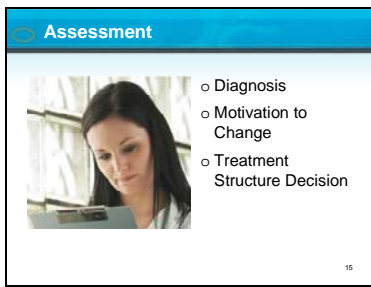 Assessment
o Diagnosis
o Motivation to
Change
o Treatment
Structure Decision
15